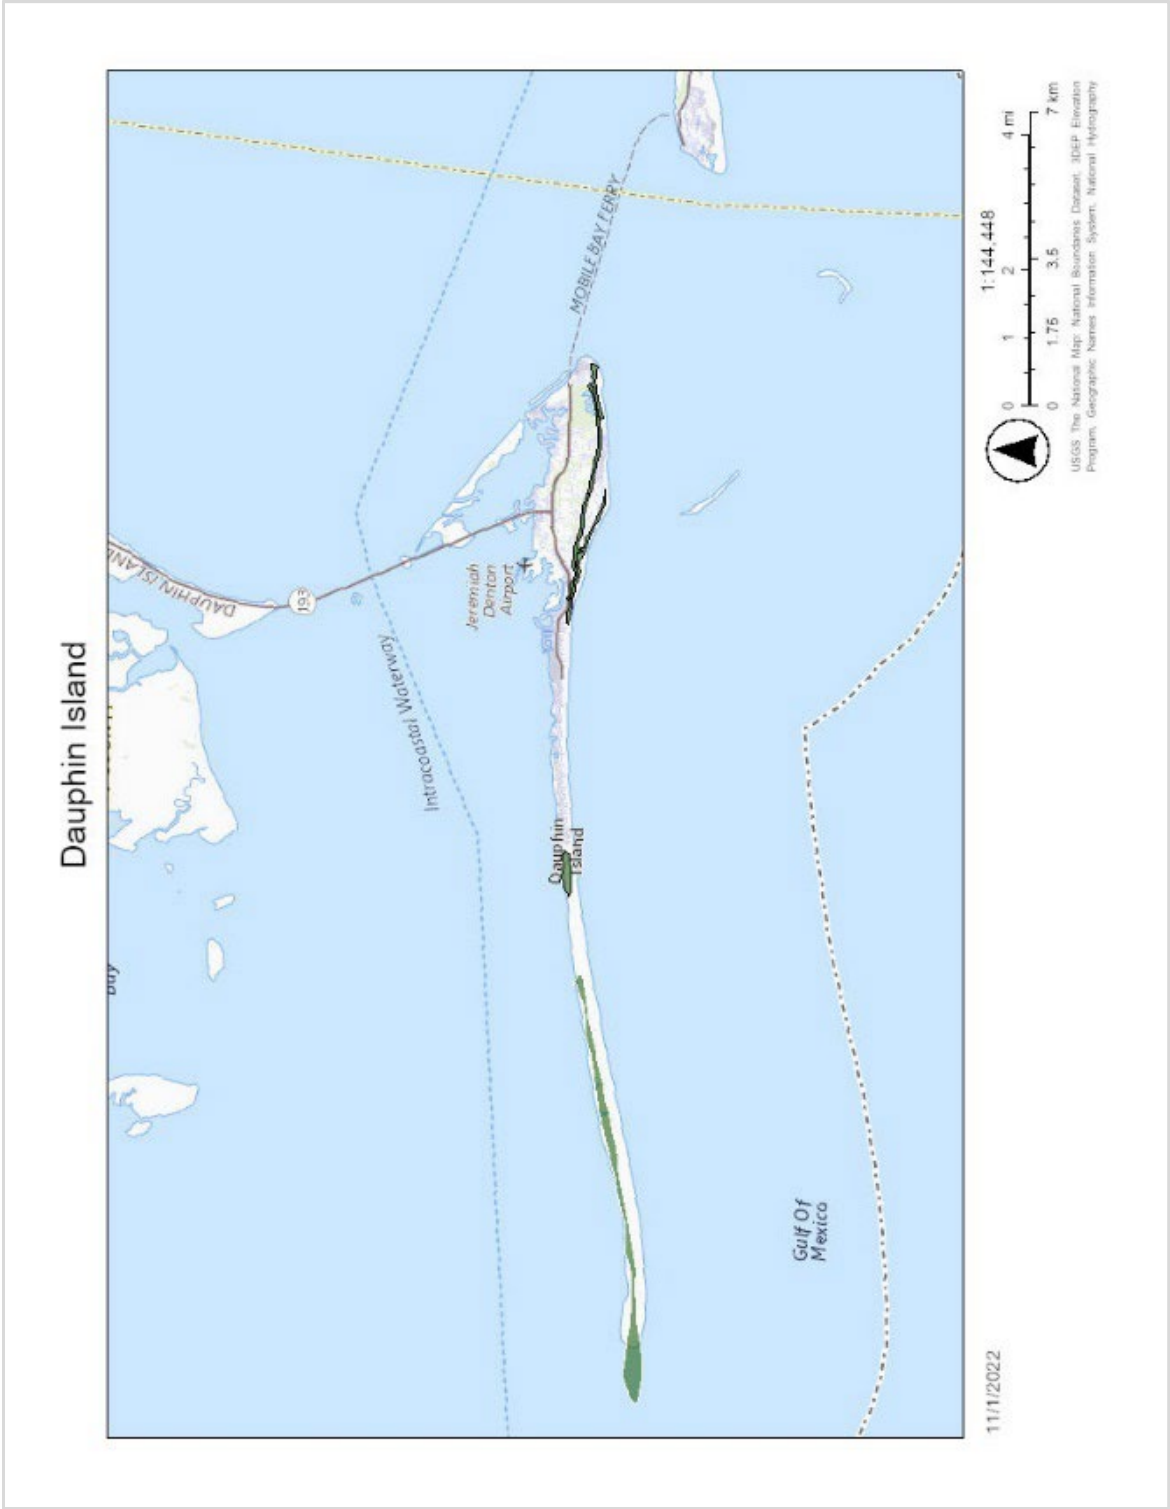 Dauphin Island
DAUPHIN ISLAND
193
Bay
Intracoastal Waterway
Jeremiah
Denton
Airport
MOBILE BAY FERRY
Dauphin
Island
Gulf Of
Mexico
11/1/2022
1:144,448
0 1 2 4 mi
0 1.75 3.5 7 km
USGS The National Map: National Boundaries Dataset, 3DEP Elevation
Program, Geographic Names Information System, National Hydrography